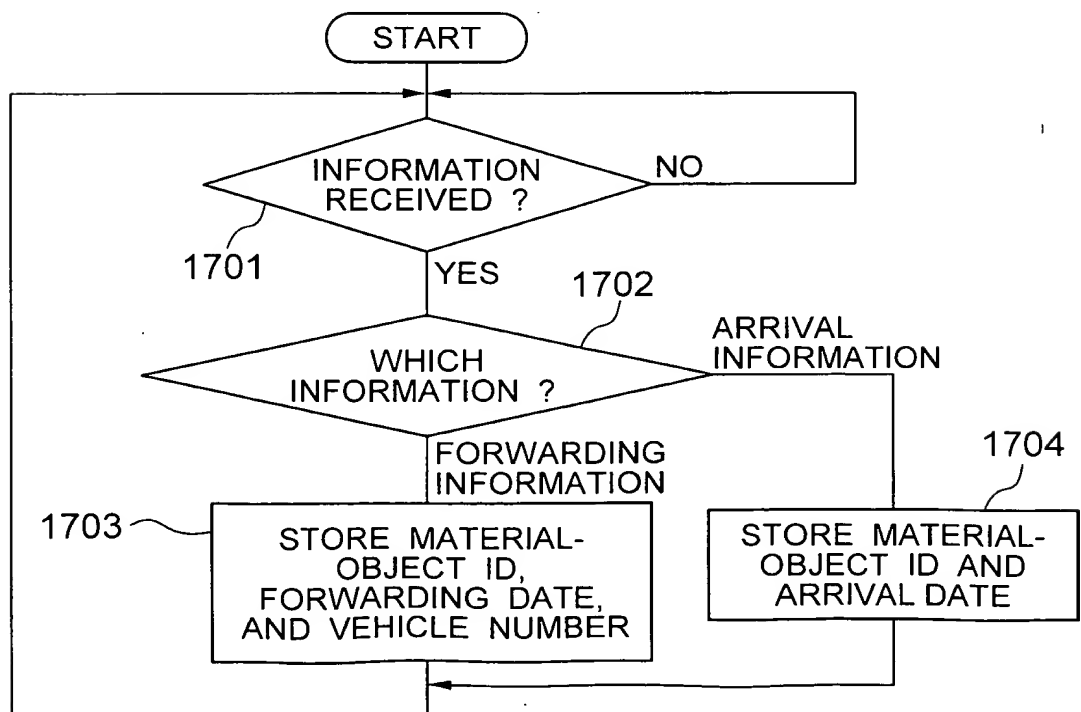 START
INFORMATION
RECEIVED ?
NO
1701
YES
1702
WHICH
INFORMATION ?
ARRIVAL
INFORMATION
FORWARDING
INFORMATION
1703
STORE MATERIAL-
OBJECT ID,
FORWARDING DATE,
AND VEHICLE NUMBER
1704
STORE MATERIAL-
OBJECT ID AND
ARRIVAL DATE